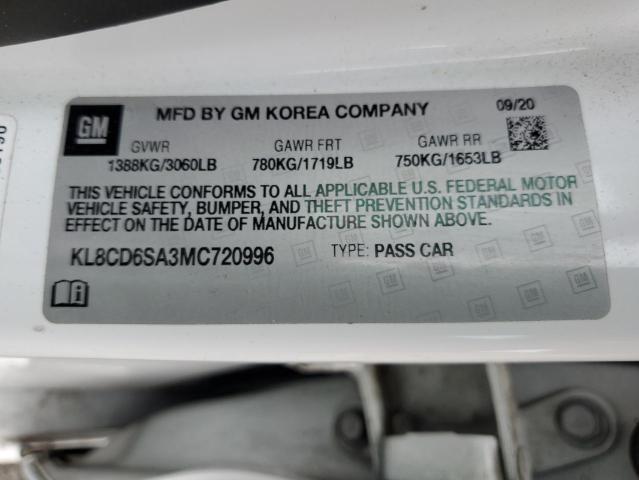 GM
MFD BY GM KOREA COMPANY
09/20
GVWR GAWR FRT GAWR RR
1388KG/3060LB 780KG/1719LB 750KG/1653LB
THIS VEHICLE CONFORMS TO ALL APPLICABLE U.S. FEDERAL MOTOR
VEHICLE SAFETY, BUMPER, AND THEFT PREVENTION STANDARDS IN
EFFECT ON THE DATE OF MANUFACTURE SHOWN ABOVE.
KL8CD6SA3MC720996 TYPE: PASS CAR